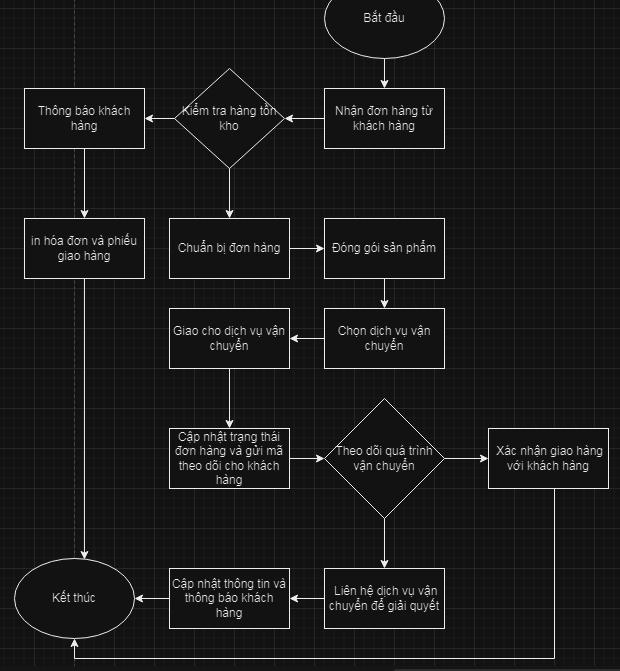 Bắt đầu
Thông báo khách
hàng
Kiểm tra hàng tồn
kho
Nhận đơn hàng từ
khách hàng
in hóa đơn và phiếu
giao hàng
Chuẩn bị đơn hàng
Đóng gói sản phẩm
Giao cho dịch vụ vận
chuyển
Chọn dịch vụ vận
chuyển
Cập nhật trạng thái
đơn hàng và gửi mã
theo dõi cho khách
hàng
Theo dõi quá trình
vận chuyển
Xác nhận giao hàng
với khách hàng
Kết thúc
Cập nhật thông tin và
thông báo khách
hàng
Liên hệ dịch vụ vận
chuyển để giải quyết